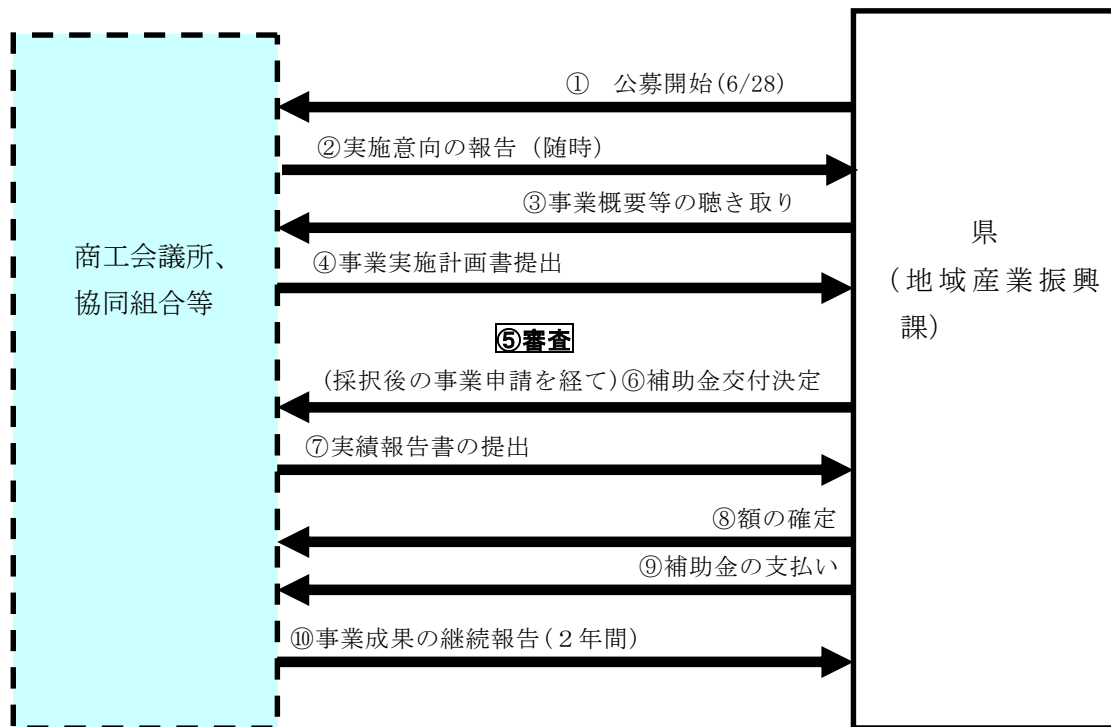 ① 公募開始(6/28)
②実施意向の報告（随時）
③事業概要等の聴き取り
商工会議所、
協同組合等
④事業実施計画書提出
県
（地域産業振興
課）
⑤審査
(採択後の事業申請を経て)⑥補助金交付決定
⑦実績報告書の提出
⑧額の確定
⑨補助金の支払い
⑩事業成果の継続報告(２年間)